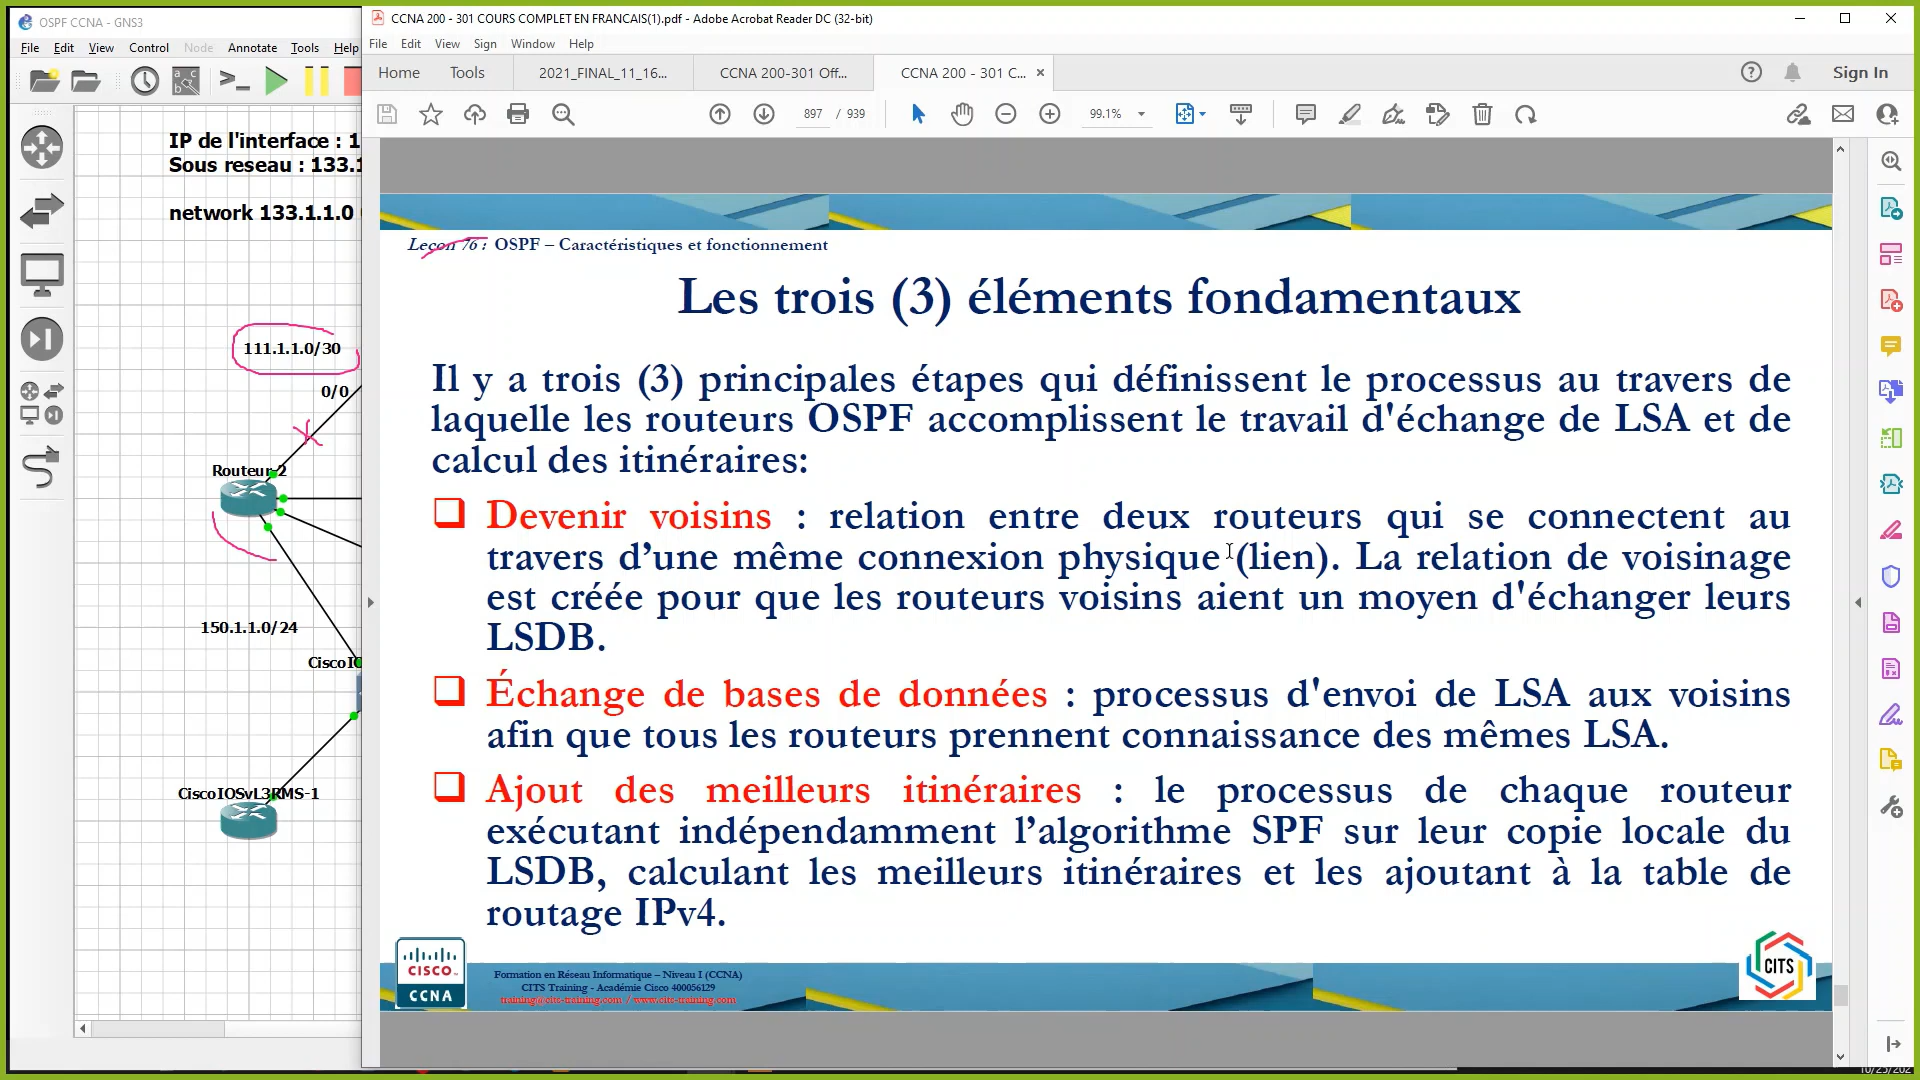 OSPF CCNA - GNS3
File Edit View Control Node Annotate Tools Help
IP de l'interface : 1
Sous reseau : 133.1
network 133.1.1.0
111.1.1.0/30
0/0
Routeur-2
150.1.1.0/24
CiscoIO
CiscoIOSvL3RMS-1
CCNA 200 - 301 COURS COMPLET EN FRANCAIS(1).pdf - Adobe Acrobat Reader DC (32-bit)
File Edit View Sign Window Help
Home Tools 2021_FINAL_11_16... CCNA 200-301 Off... CCNA 200 - 301 C... Sign In
897 / 939 99.1%
Leçon 76 : OSPF – Caractéristiques et fonctionnement
Les trois (3) éléments fondamentaux
Il y a trois (3) principales étapes qui définissent le processus au travers de
laquelle les routeurs OSPF accomplissent le travail d'échange de LSA et de
calcul des itinéraires:
Devenir voisins : relation entre deux routeurs qui se connectent au
travers d’une même connexion physique (lien). La relation de voisinage
est créée pour que les routeurs voisins aient un moyen d'échanger leurs
LSDB.
Échange de bases de données : processus d'envoi de LSA aux voisins
afin que tous les routeurs prennent connaissance des mêmes LSA.
Ajout des meilleurs itinéraires : le processus de chaque routeur
exécutant indépendamment l’algorithme SPF sur leur copie locale du
LSDB, calculant les meilleurs itinéraires et les ajoutant à la table de
routage IPv4.
CISCO
CCNA
Formation en Réseau Informatique – Niveau I (CCNA)
CITS Training - Académie Cisco 400056129
training@cits-training.com / www.cits-training.com
CITS